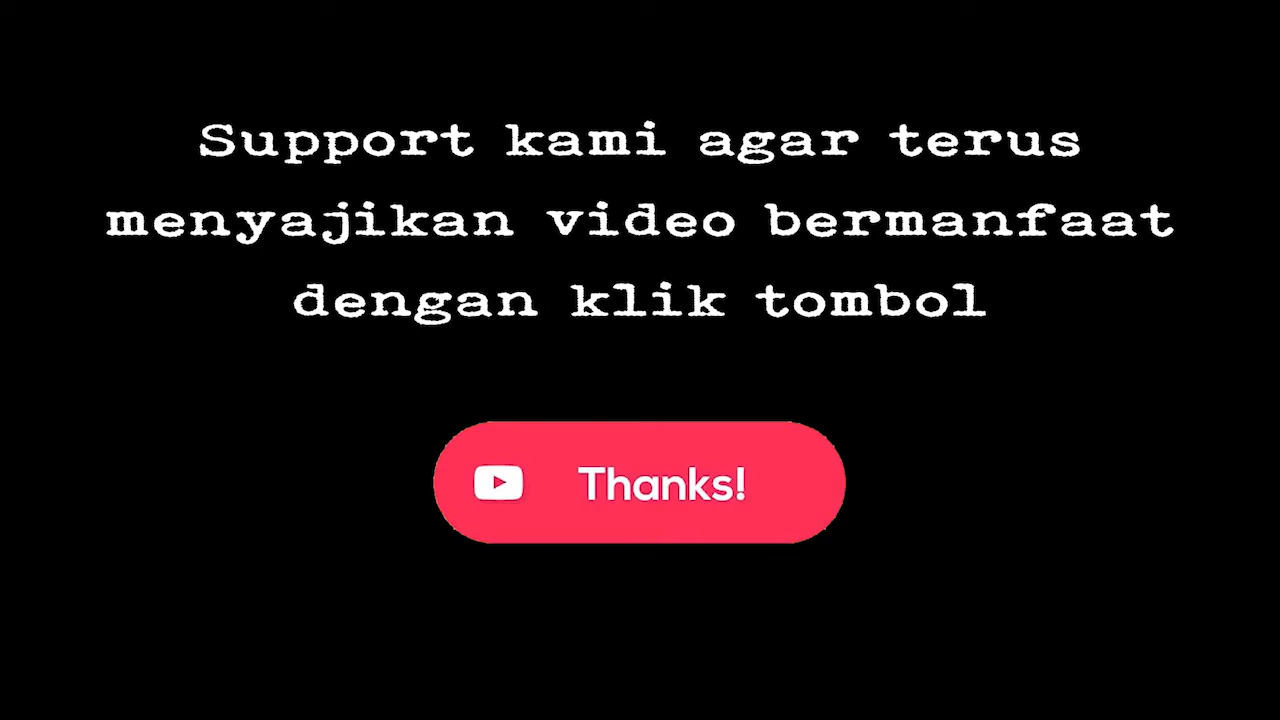 Support kami agar terus
menyajikan video bermanfaat
dengan klik tombol
Thanks!